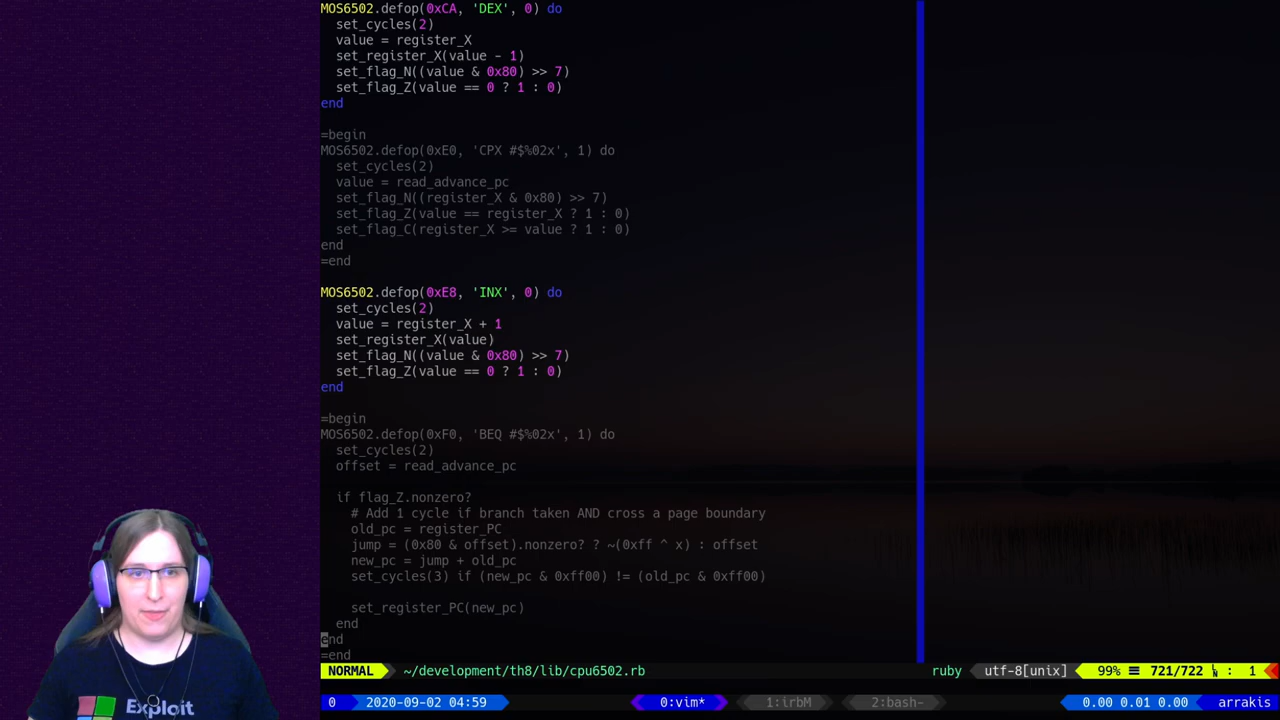 MOS6502.defop(0xCA, 'DEX', 0) do
  set_cycles(2)
  value = register_X
  set_register_X(value - 1)
  set_flag_N((value & 0x80) >> 7)
  set_flag_Z(value == 0 ? 1 : 0)
end

=begin
MOS6502.defop(0xE0, 'CPX #$%02x', 1) do
  set_cycles(2)
  value = read_advance_pc
  set_flag_N((register_X & 0x80) >> 7)
  set_flag_Z(value == register_X ? 1 : 0)
  set_flag_C(register_X >= value ? 1 : 0)
end
=end

MOS6502.defop(0xE8, 'INX', 0) do
  set_cycles(2)
  value = register_X + 1
  set_register_X(value)
  set_flag_N((value & 0x80) >> 7)
  set_flag_Z(value == 0 ? 1 : 0)
end

=begin
MOS6502.defop(0xF0, 'BEQ #$%02x', 1) do
  set_cycles(2)
  offset = read_advance_pc

  if flag_Z.nonzero?
    # Add 1 cycle if branch taken AND cross a page boundary
    old_pc = register_PC
    jump = (0x80 & offset).nonzero? ? ~(0xff ^ x) : offset
    new_pc = jump + old_pc
    set_cycles(3) if (new_pc & 0xff00) != (old_pc & 0xff00)

    set_register_PC(new_pc)
  end
end
=end
NORMAL ~/development/th8/lib/cpu6502.rb ruby utf-8[unix] 99% ☰ 721/722 ㏑ : 1
0 2020-09-02 04:59 0:vim* 1:irbM 2:bash- 0.00 0.01 0.00 arrakis
Exploit